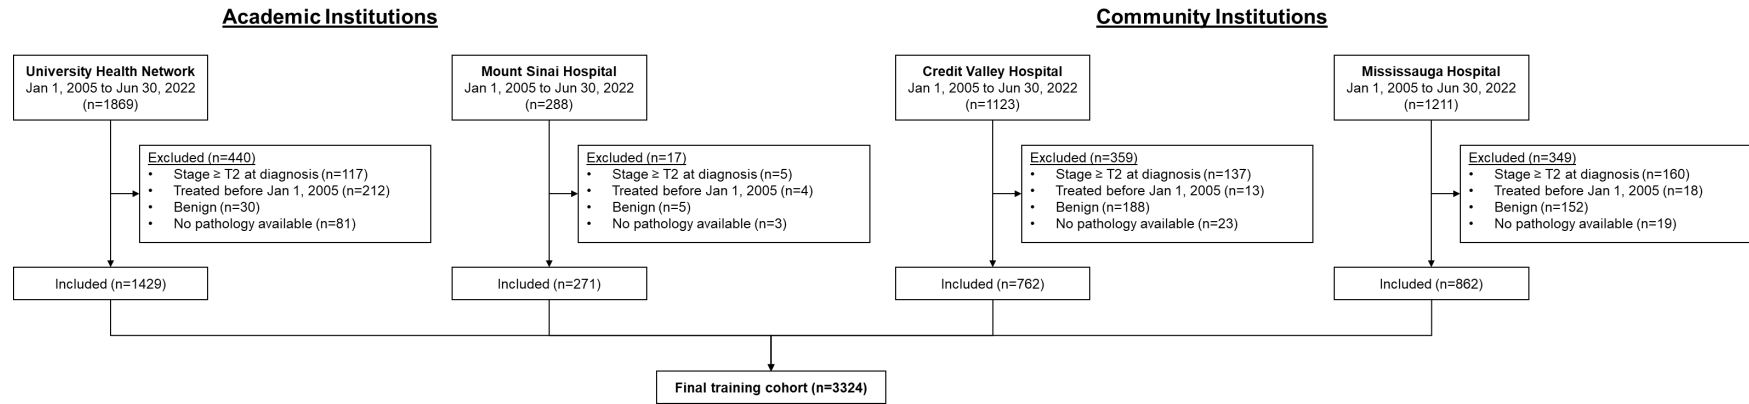 Academic Institutions
Community Institutions
University Health Network
Jan 1, 2005 to Jun 30, 2022
(n=1869)
Mount Sinai Hospital
Jan 1, 2005 to Jun 30, 2022
(n=288)
Credit Valley Hospital
Jan 1, 2005 to Jun 30, 2022
(n=1123)
Mississauga Hospital
Jan 1, 2005 to Jun 30, 2022
(n=1211)
Excluded (n=440)
• Stage ≥ T2 at diagnosis (n=117)
• Treated before Jan 1, 2005 (n=212)
• Benign (n=30)
• No pathology available (n=81)
Excluded (n=17)
• Stage ≥ T2 at diagnosis (n=5)
• Treated before Jan 1, 2005 (n=4)
• Benign (n=5)
• No pathology available (n=3)
Excluded (n=359)
• Stage ≥ T2 at diagnosis (n=137)
• Treated before Jan 1, 2005 (n=13)
• Benign (n=188)
• No pathology available (n=23)
Excluded (n=349)
• Stage ≥ T2 at diagnosis (n=160)
• Treated before Jan 1, 2005 (n=18)
• Benign (n=152)
• No pathology available (n=19)
Included (n=1429)
Included (n=271)
Included (n=762)
Included (n=862)
Final training cohort (n=3324)